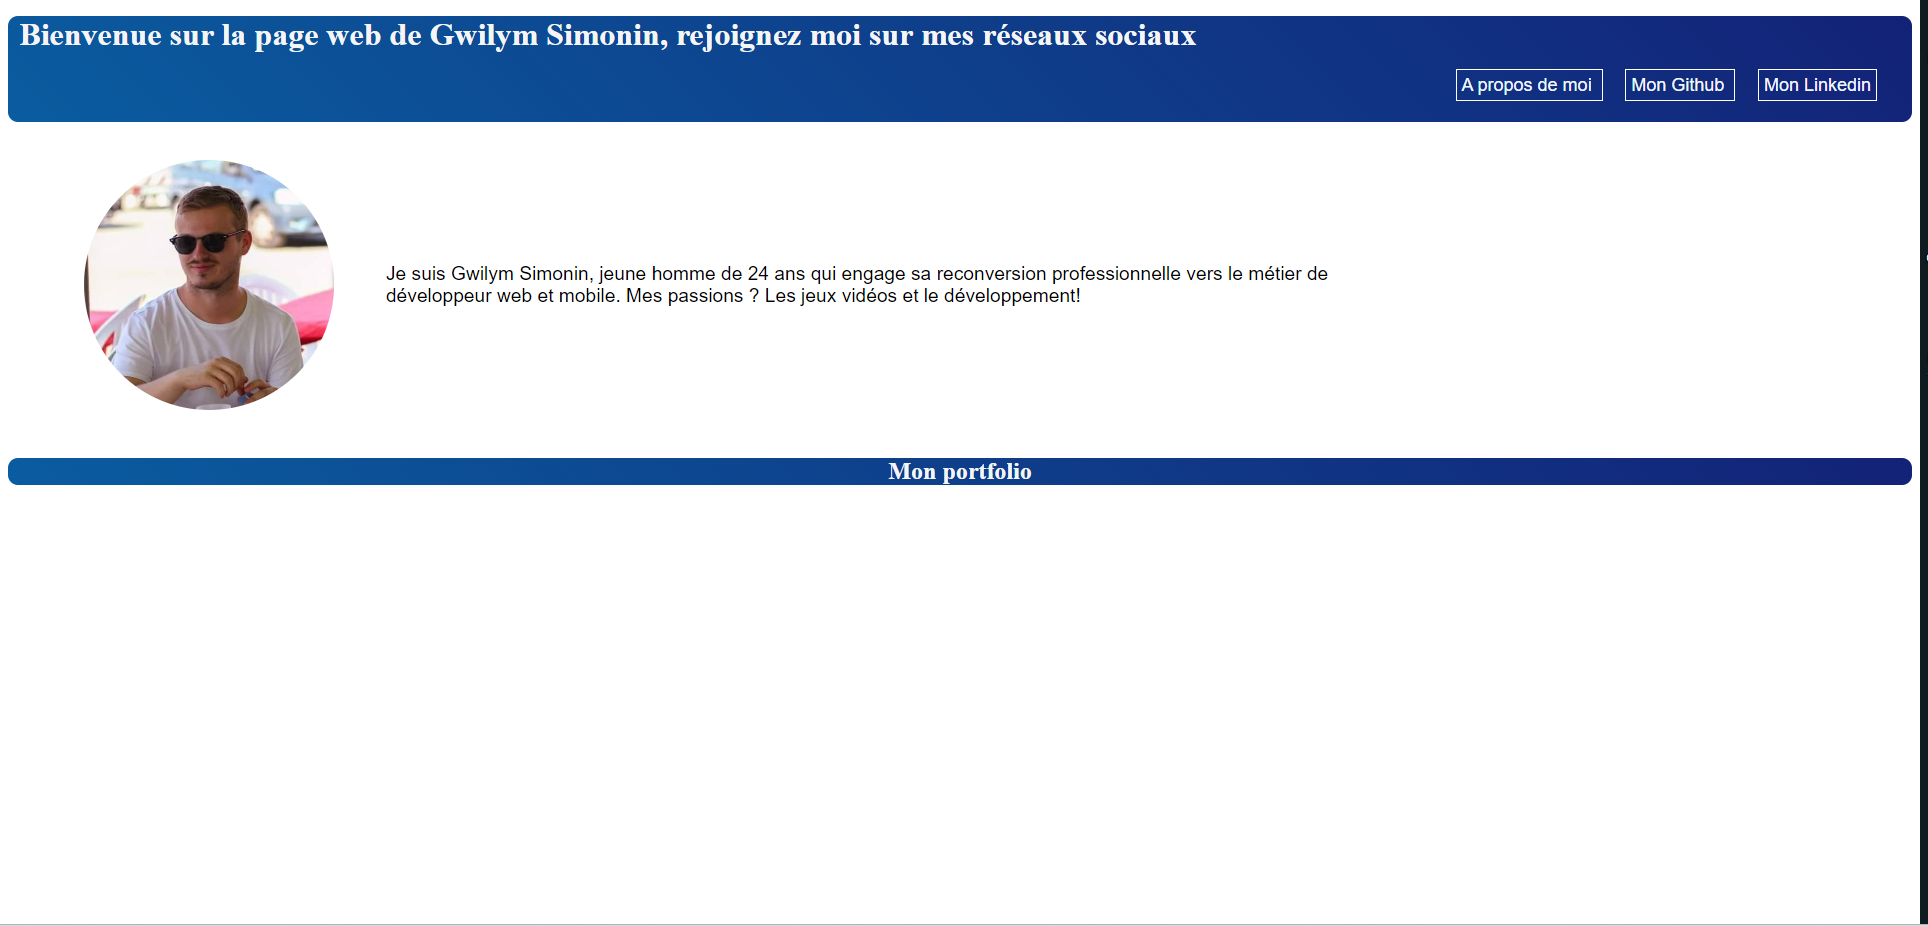 Bienvenue sur la page web de Gwilym Simonin, rejoignez moi sur mes réseaux sociaux
A propos de moi
Mon Github
Mon Linkedin
Je suis Gwilym Simonin, jeune homme de 24 ans qui engage sa reconversion professionnelle vers le métier de
développeur web et mobile. Mes passions ? Les jeux vidéos et le développement!
Mon portfolio